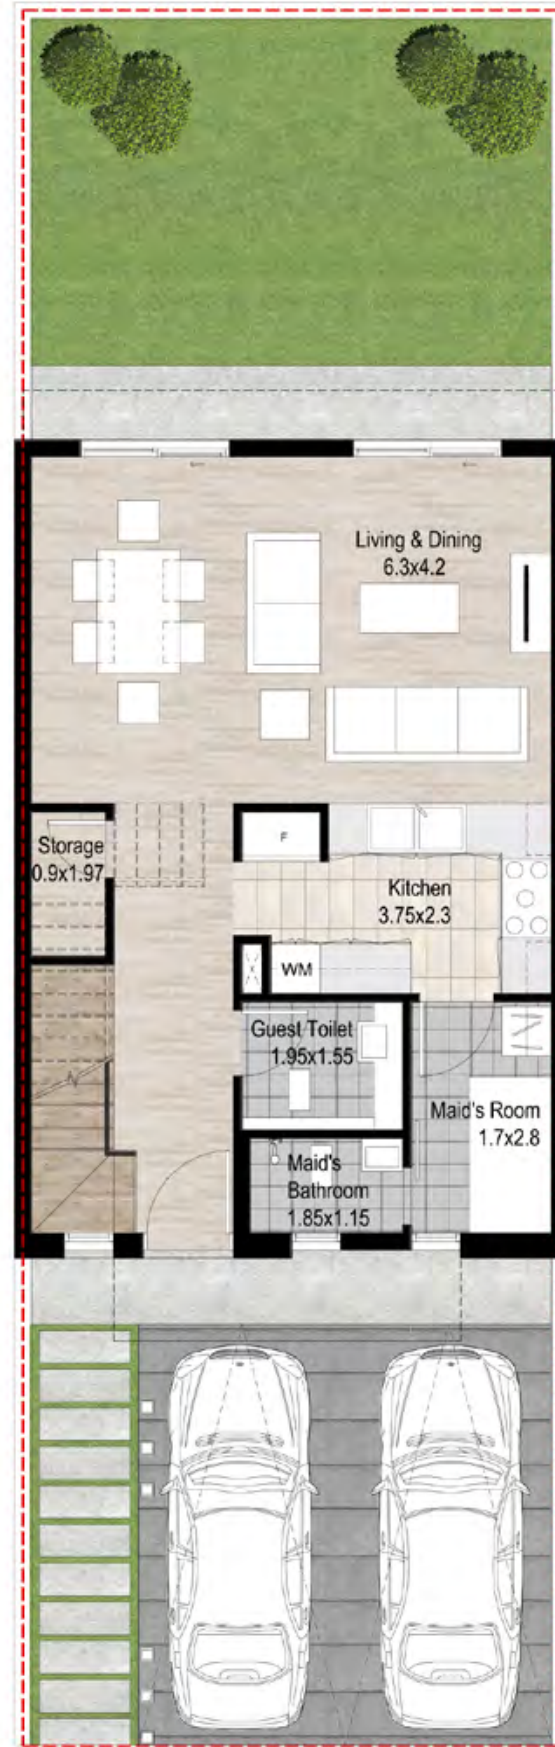 Living & Dining
6.3x4.2
Storage
0.9x1.97
F
Kitchen
3.75x2.3
WM
Guest Toilet
1.95x1.55
Maid's Room
1.7x2.8
Maid's
Bathroom
1.85x1.15